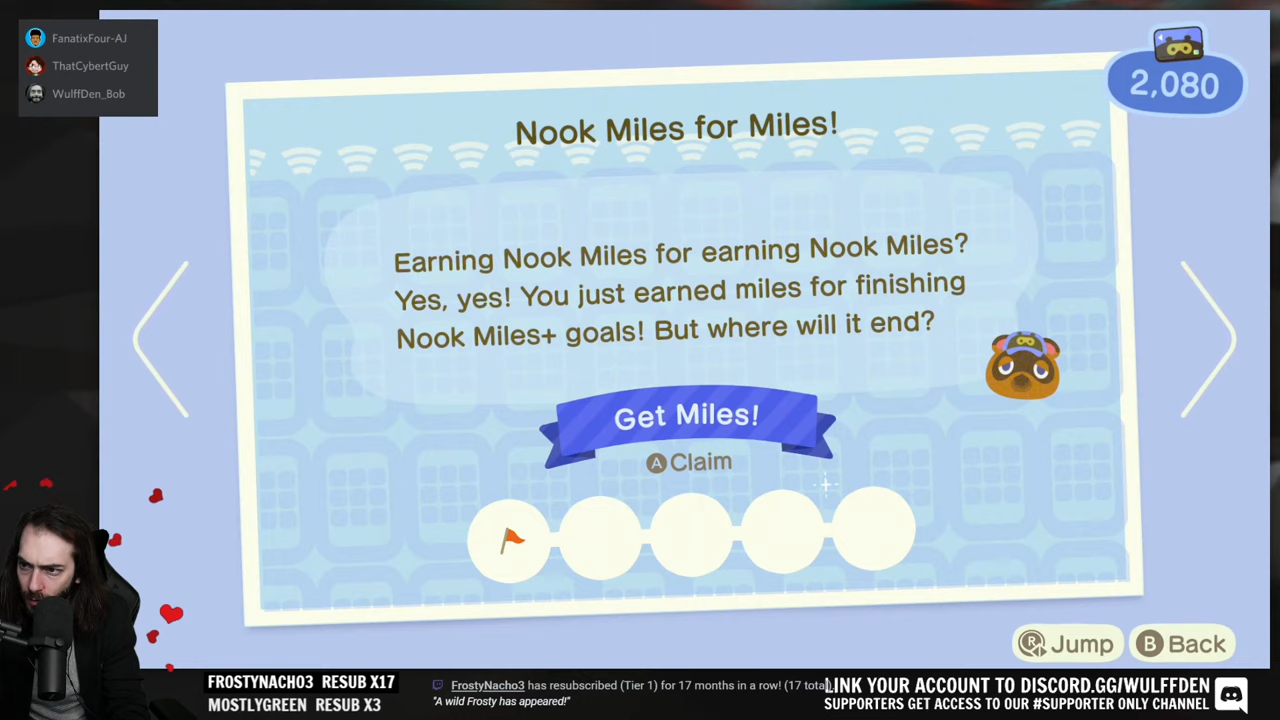 FanatixFour-AJ
ThatCybertGuy
WulffDen_Bob
2,080
Nook Miles for Miles!
Earning Nook Miles for earning Nook Miles?
Yes, yes! You just earned miles for finishing
Nook Miles+ goals! But where will it end?
Get Miles!
A Claim
R Jump
B Back
FROSTYNACHO3 RESUB X17
MOSTLYGREEN RESUB X3
FrostyNacho3 has resubscribed (Tier 1) for 17 months in a row! (17 total
"A wild Frosty has appeared!"
LINK YOUR ACCOUNT TO DISCORD.GG/WULFFDEN
SUPPORTERS GET ACCESS TO OUR #SUPPORTER ONLY CHANNEL